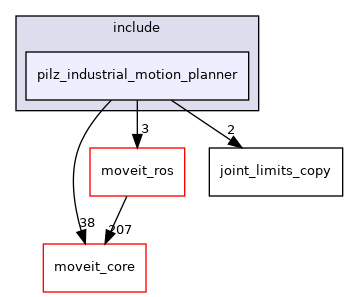 include
pilz_industrial_motion_planner
3
2
moveit_ros
joint_limits_copy
38
207
moveit_core